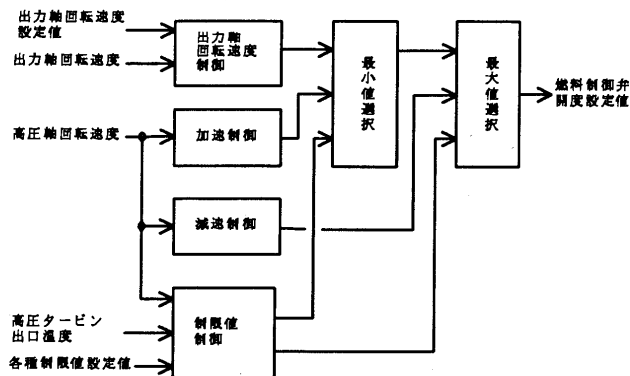 出力軸回転速度
設定値
出力軸回転速度
高圧軸回転速度
高圧タービン
出口温度
各種制限値設定値
出力軸
回転速度
制御
加速制御
減速制御
制限値
制御
最小値選択
最大値選択
燃料制御弁
開度設定値